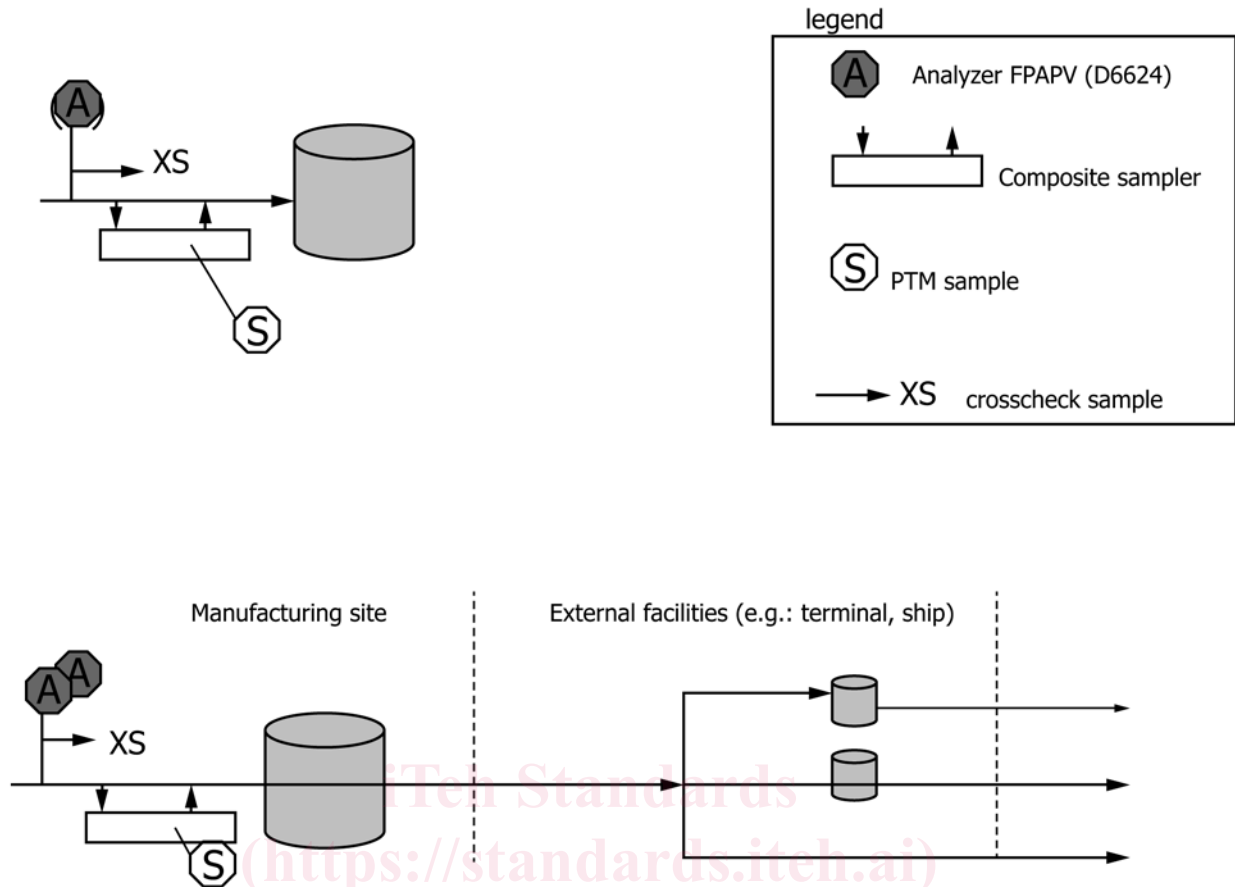 legend
A
Analyzer FPAPV (D6624)
A
XS
Composite sampler
S
PTM sample
S
XS
crosscheck sample
Manufacturing site
External facilities (e.g.: terminal, ship)
A
A
XS
iTeh Standards
S
(https://standards.iteh.ai)